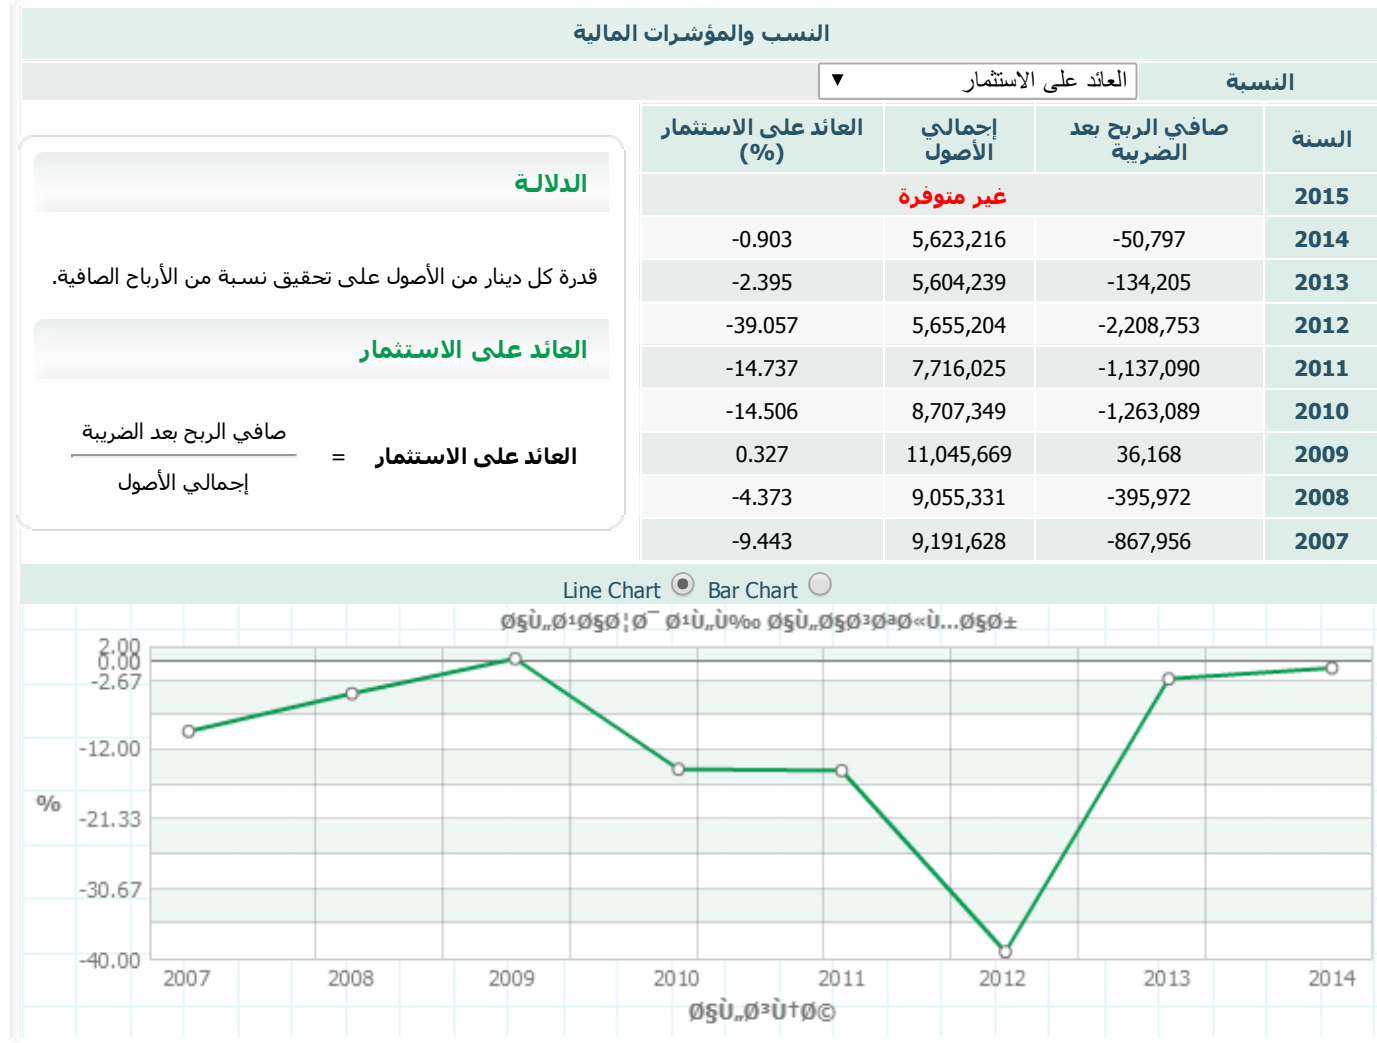 النسب والمؤشرات المالية
النسبة العائد على الاستثمار ▼
السنة صافي الربح بعد الضريبة إجمالي الأصول العائد على الاستثمار (%)
2015 غير متوفرة
2014 -50,797 5,623,216 -0.903
2013 -134,205 5,604,239 -2.395
2012 -2,208,753 5,655,204 -39.057
2011 -1,137,090 7,716,025 -14.737
2010 -1,263,089 8,707,349 -14.506
2009 36,168 11,045,669 0.327
2008 -395,972 9,055,331 -4.373
2007 -867,956 9,191,628 -9.443
الدلالـة
قدرة كل دينار من الأصول على تحقيق نسبة من الأرباح الصافية.
العائد على الاستثمار
العائد على الاستثمار =
صافي الربح بعد الضريبة
إجمالي الأصول
Line Chart Bar Chart
Ø§Ù„Ø¹Ø§Ø¦Ø¯ Ø¹Ù„Ù‰ Ø§Ù„Ø§Ø³ØªØ«Ù…Ø§Ø±
2.00
0.00
-2.67
-12.00
%
-21.33
-30.67
-40.00
2007 2008 2009 2010 2011 2012 2013 2014
Ø§Ù„Ø³Ù†Ø©